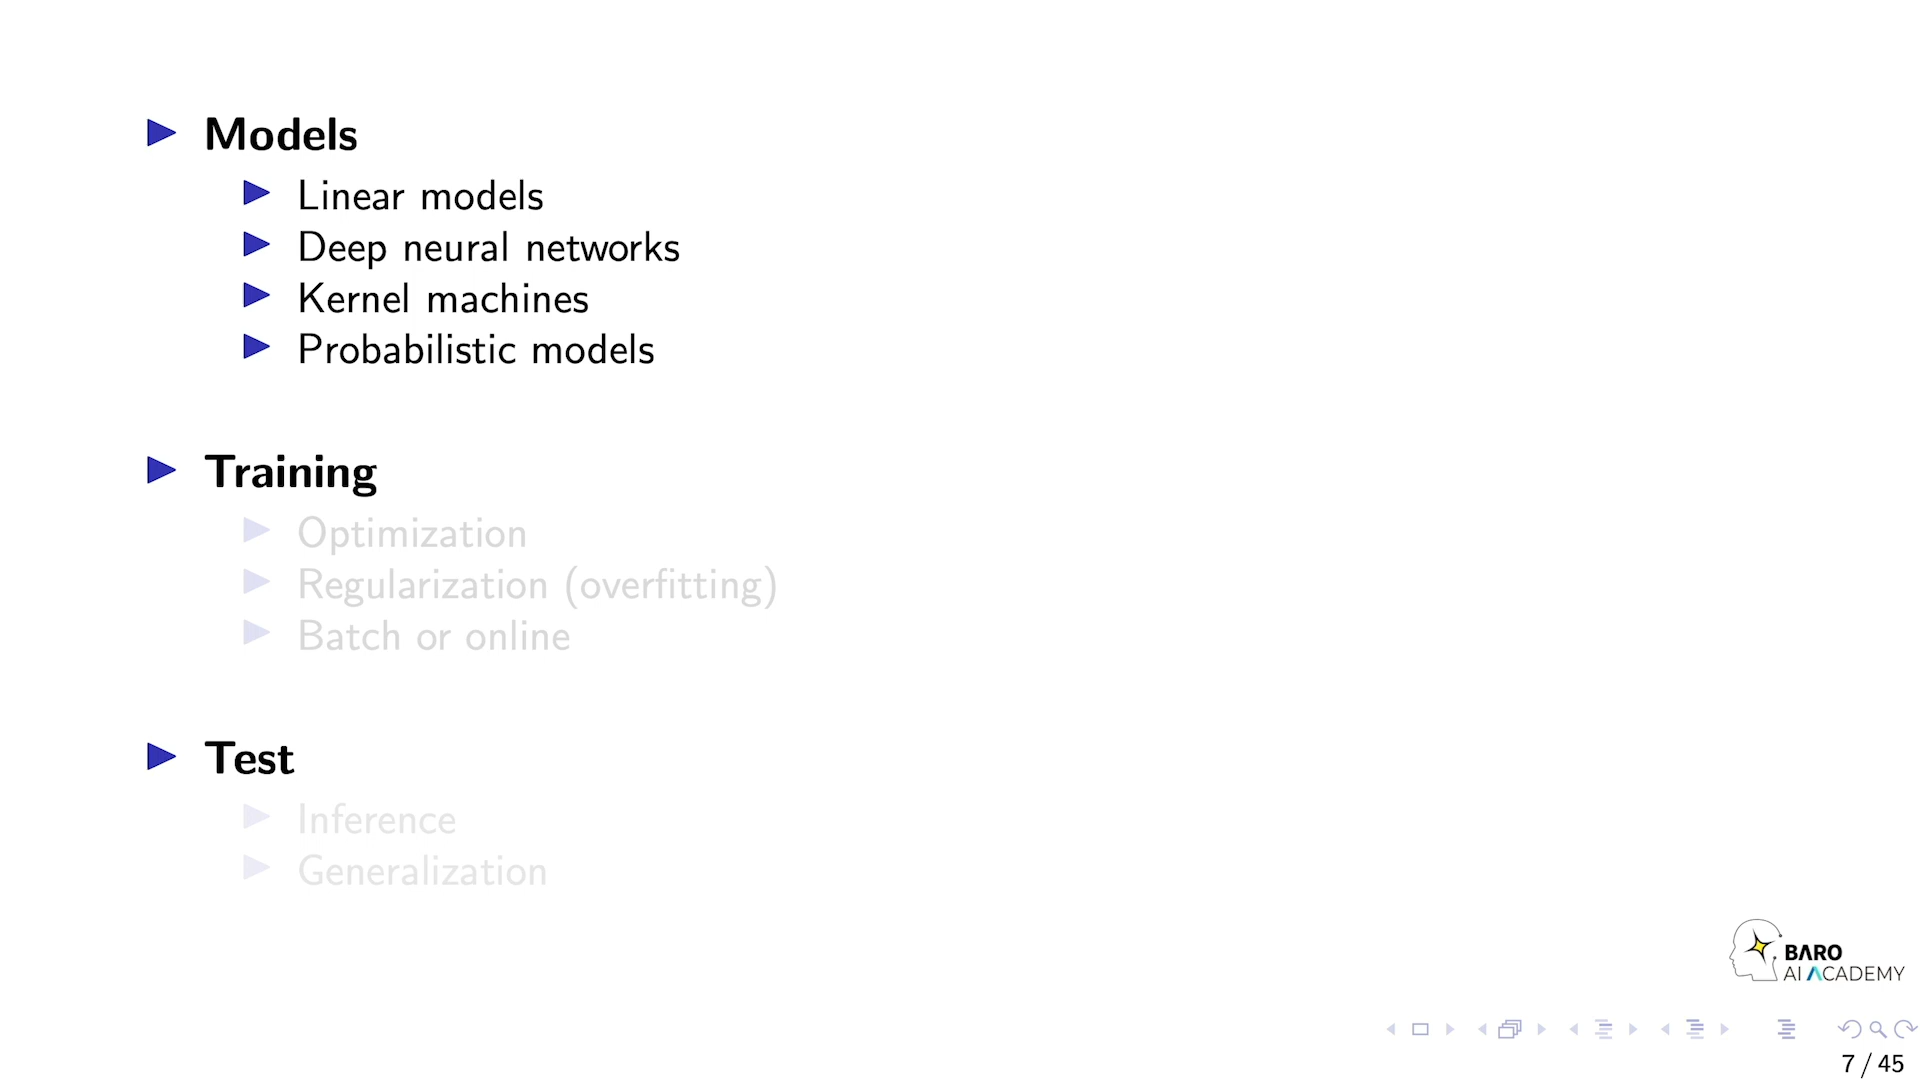 Models
Linear models
Deep neural networks
Kernel machines
Probabilistic models
Training
Optimization
Regularization (overfitting)
Batch or online
Test
Inference
Generalization
BARO
AI ACADEMY
7 / 45